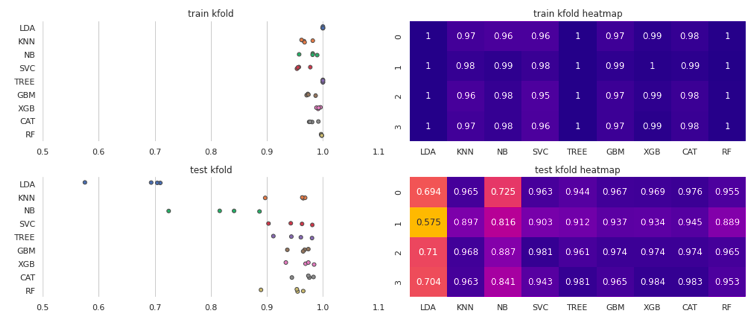 train kfold
LDA
KNN
NB
SVC
TREE
GBM
XGB
CAT
RF
0.5 0.6 0.7 0.8 0.9 1.0 1.1
train kfold heatmap
0 1 0.97 0.96 0.96 1 0.97 0.99 0.98 1
1 1 0.98 0.99 0.98 1 0.99 1 0.99 1
2 1 0.96 0.98 0.95 1 0.97 0.99 0.98 1
3 1 0.97 0.98 0.96 1 0.97 0.99 0.98 1
LDA KNN NB SVC TREE GBM XGB CAT RF
test kfold
LDA
KNN
NB
SVC
TREE
GBM
XGB
CAT
RF
0.5 0.6 0.7 0.8 0.9 1.0 1.1
test kfold heatmap
0 0.694 0.965 0.725 0.963 0.944 0.967 0.969 0.976 0.955
1 0.575 0.897 0.816 0.903 0.912 0.937 0.934 0.945 0.889
2 0.71 0.968 0.887 0.981 0.961 0.974 0.974 0.974 0.965
3 0.704 0.963 0.841 0.943 0.981 0.965 0.984 0.983 0.953
LDA KNN NB SVC TREE GBM XGB CAT RF